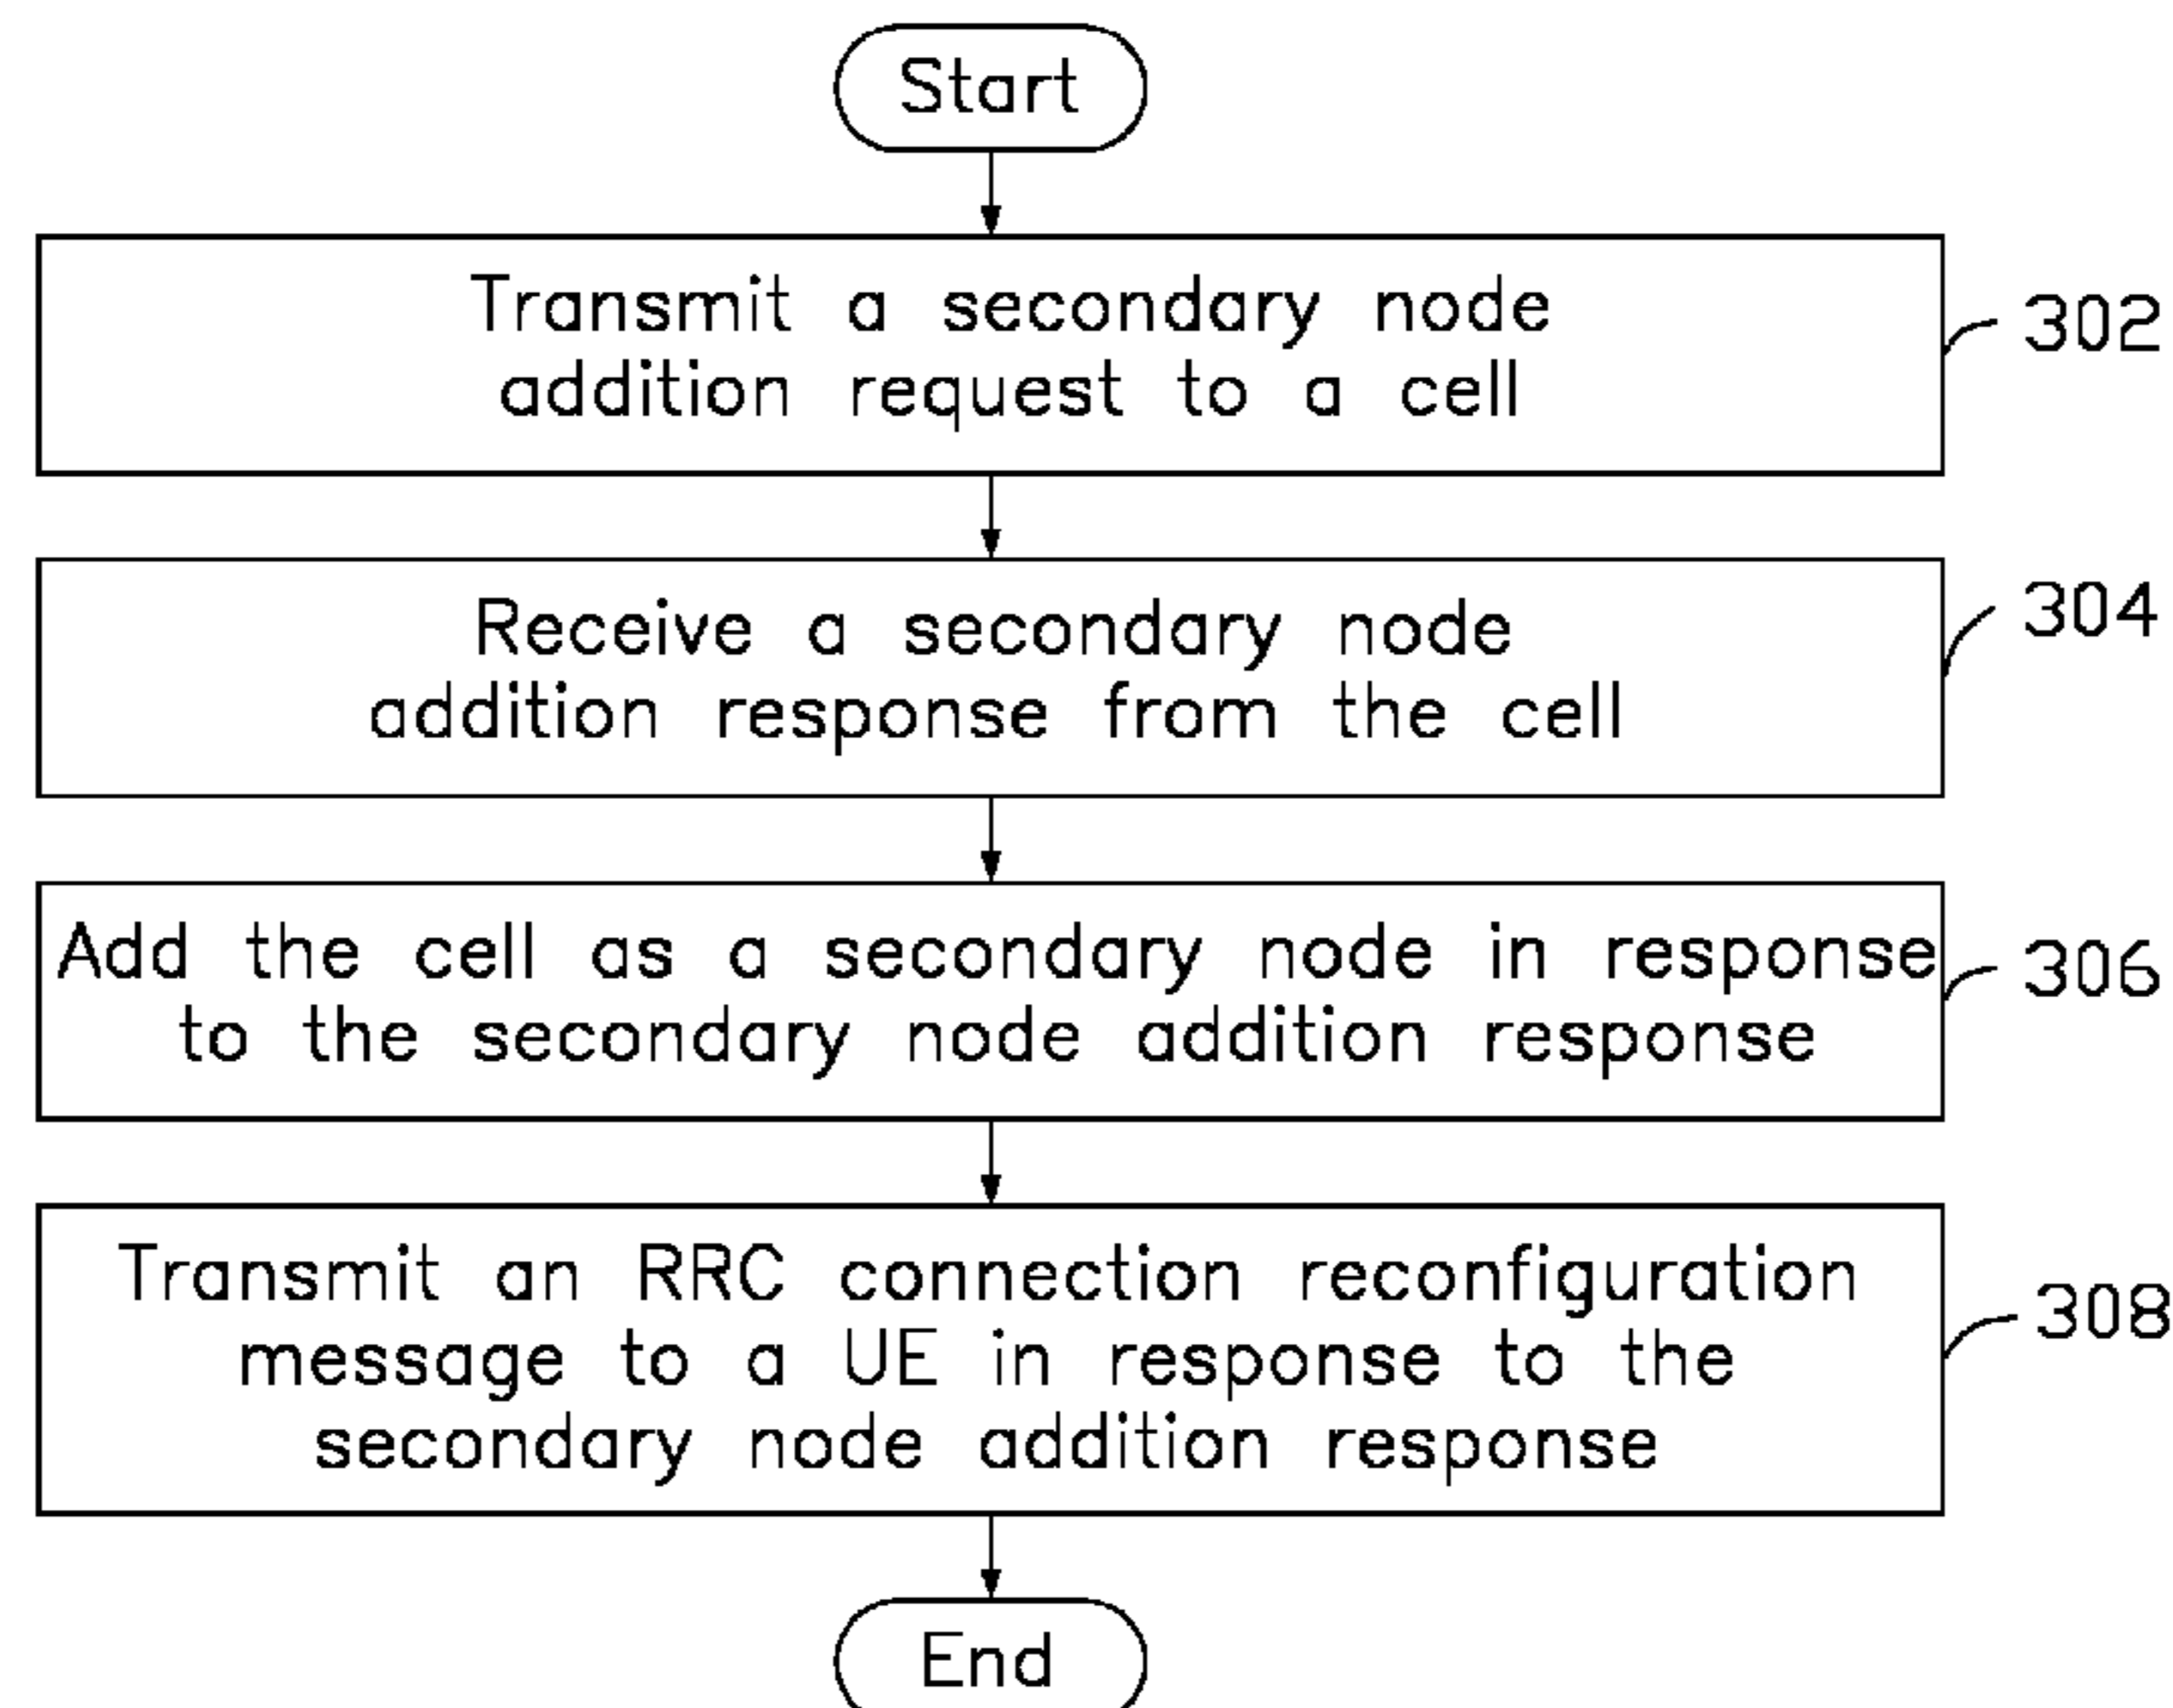 Start
Transmit a secondary node
addition request to a cell
302
Receive a secondary node
addition response from the cell
304
Add the cell as a secondary node in response
to the secondary node addition response
306
Transmit an RRC connection reconfiguration
message to a UE in response to the
secondary node addition response
308
End